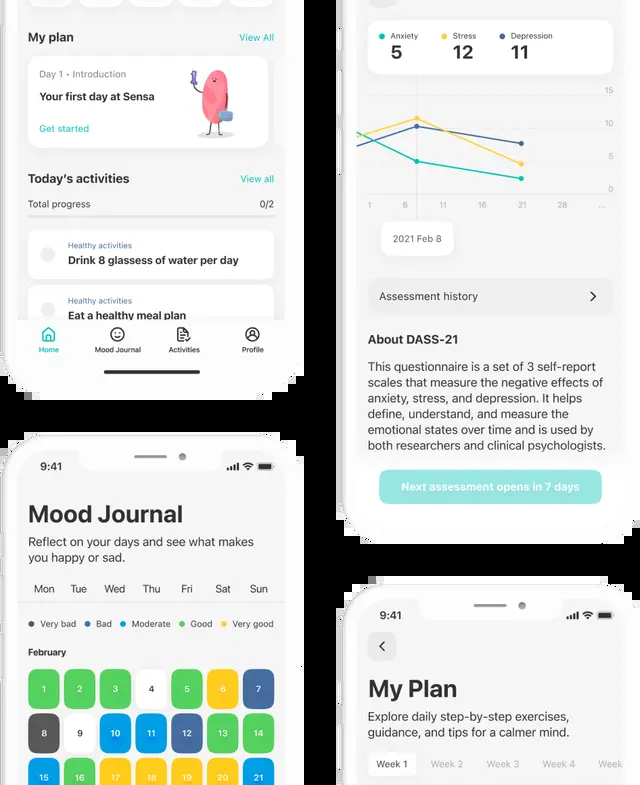 My plan
View All
Day 1 • Introduction
Your first day at Sensa
Get started
Today's activities
View all
Total progress
0/2
Healthy activities
Drink 8 glassess of water per day
Healthy activities
Eat a healthy meal plan
Home
Mood Journal
Activities
Profile
9:41
Mood Journal
Reflect on your days and see what makes
you happy or sad.
Mon Tue Wed Thu Fri Sat Sun
Very bad Bad Moderate Good Very good
February
1 2 3 4 5 6 7
8 9 10 11 12 13 14
15 16 17 18 19 20 21
Anxiety Stress Depression
5 12 11
15
10
5
0
1 6 11 16 21 28 ...
2021 Feb 8
Assessment history
About DASS-21
This questionnaire is a set of 3 self-report
scales that measure the negative effects of
anxiety, stress, and depression. It helps
define, understand, and measure the
emotional states over time and is used by
both researchers and clinical psychologists.
Next assessment opens in 7 days
9:41
My Plan
Explore daily step-by-step exercises,
guidance, and tips for a calmer mind.
Week 1 Week 2 Week 3 Week 4 Week